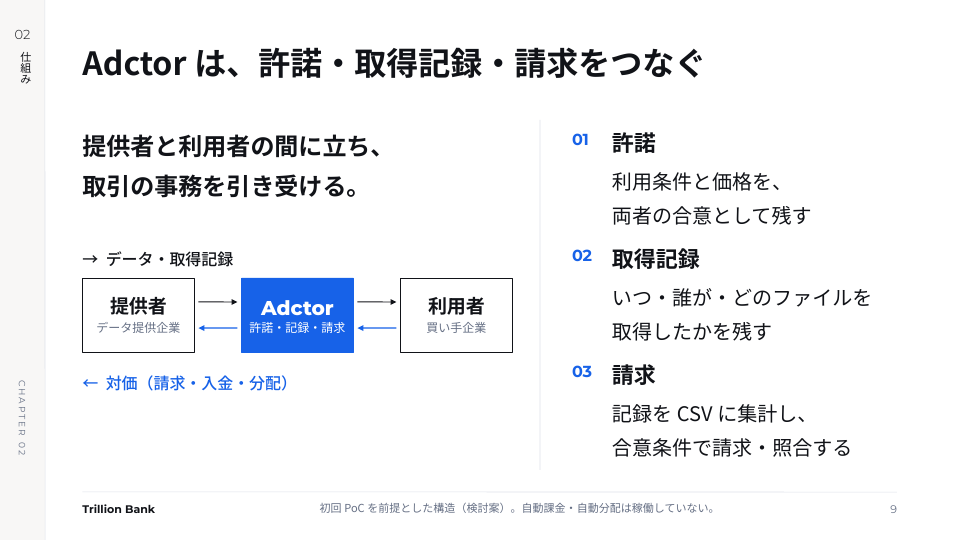 02
仕組み
Adctor は、許諾・取得記録・請求をつなぐ
提供者と利用者の間に立ち、
取引の事務を引き受ける。
→ データ・取得記録
提供者
データ提供企業
Adctor
許諾・記録・請求
利用者
買い手企業
← 対価（請求・入金・分配）
01 許諾
利用条件と価格を、
両者の合意として残す
02 取得記録
いつ・誰が・どのファイルを
取得したかを残す
03 請求
記録を CSV に集計し、
合意条件で請求・照合する
CHAPTER 02
Trillion Bank
初回 PoC を前提とした構造（検討案）。自動課金・自動分配は稼働していない。
9